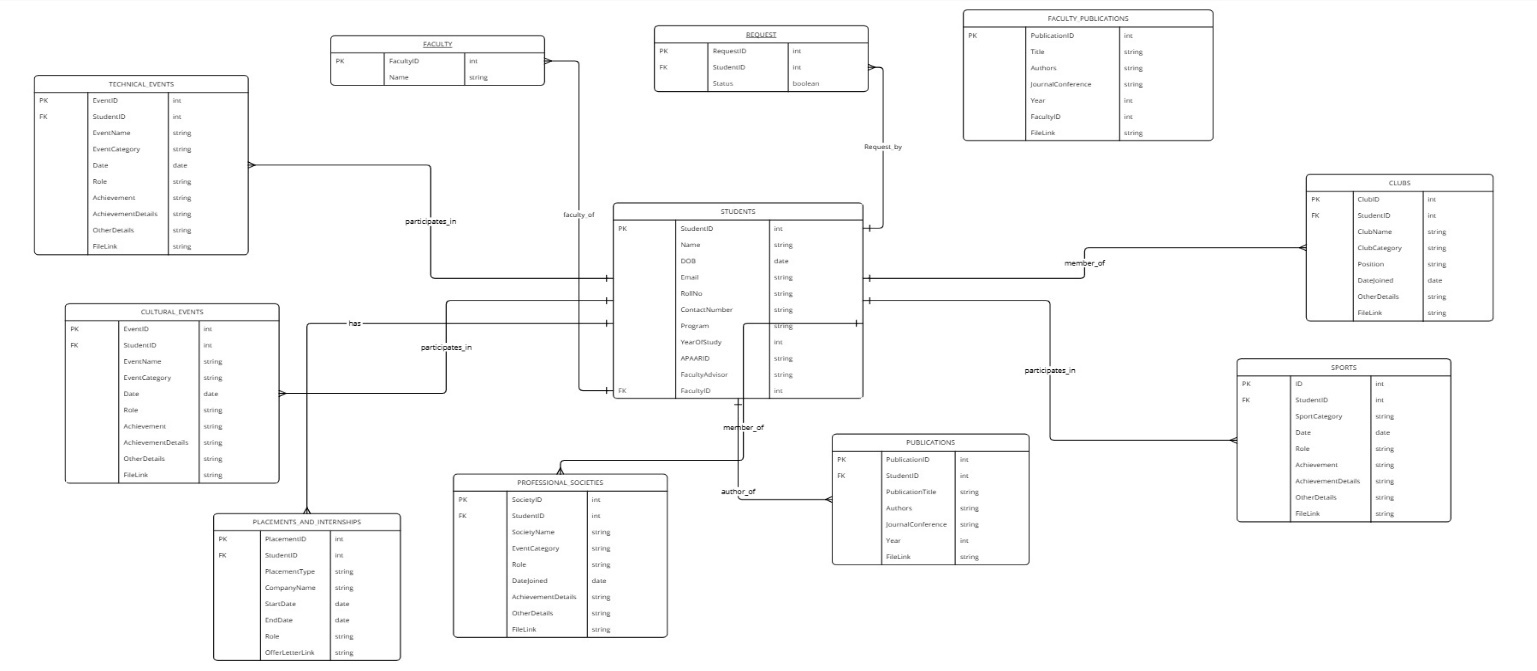 FACULTY
PK FacultyID int
Name string
REQUEST
PK RequestID int
FK StudentID int
Status boolean
FACULTY_PUBLICATIONS
PK PublicationID int
Title string
Authors string
JournalConference string
Year int
FacultyID int
FileLink string
TECHNICAL_EVENTS
PK EventID int
FK StudentID int
EventName string
EventCategory string
Date date
Role string
Achievement string
AchievementDetails string
OtherDetails string
FileLink string
Request_by
faculty_of
participates_in
STUDENTS
PK StudentID int
Name string
DOB date
Email string
RollNo string
ContactNumber string
Program string
YearOfStudy int
APAARID string
FacultyAdvisor string
FK FacultyID int
CLUBS
PK ClubID int
FK StudentID int
ClubName string
ClubCategory string
Position string
DateJoined date
OtherDetails string
FileLink string
member_of
CULTURAL_EVENTS
PK EventID int
FK StudentID int
EventName string
EventCategory string
Date date
Role string
Achievement string
AchievementDetails string
OtherDetails string
FileLink string
has
participates_in
participates_in
SPORTS
PK ID int
FK StudentID int
SportCategory string
Date date
Role string
Achievement string
AchievementDetails string
OtherDetails string
FileLink string
member_of
author_of
PUBLICATIONS
PK PublicationID int
FK StudentID int
PublicationTitle string
Authors string
JournalConference string
Year int
FileLink string
PROFESSIONAL_SOCIETIES
PK SocietyID int
FK StudentID int
SocietyName string
EventCategory string
Role string
DateJoined date
AchievementDetails string
OtherDetails string
FileLink string
PLACEMENTS_AND_INTERNSHIPS
PK PlacementID int
FK StudentID int
PlacementType string
CompanyName string
StartDate date
EndDate date
Role string
OfferLetterLink string